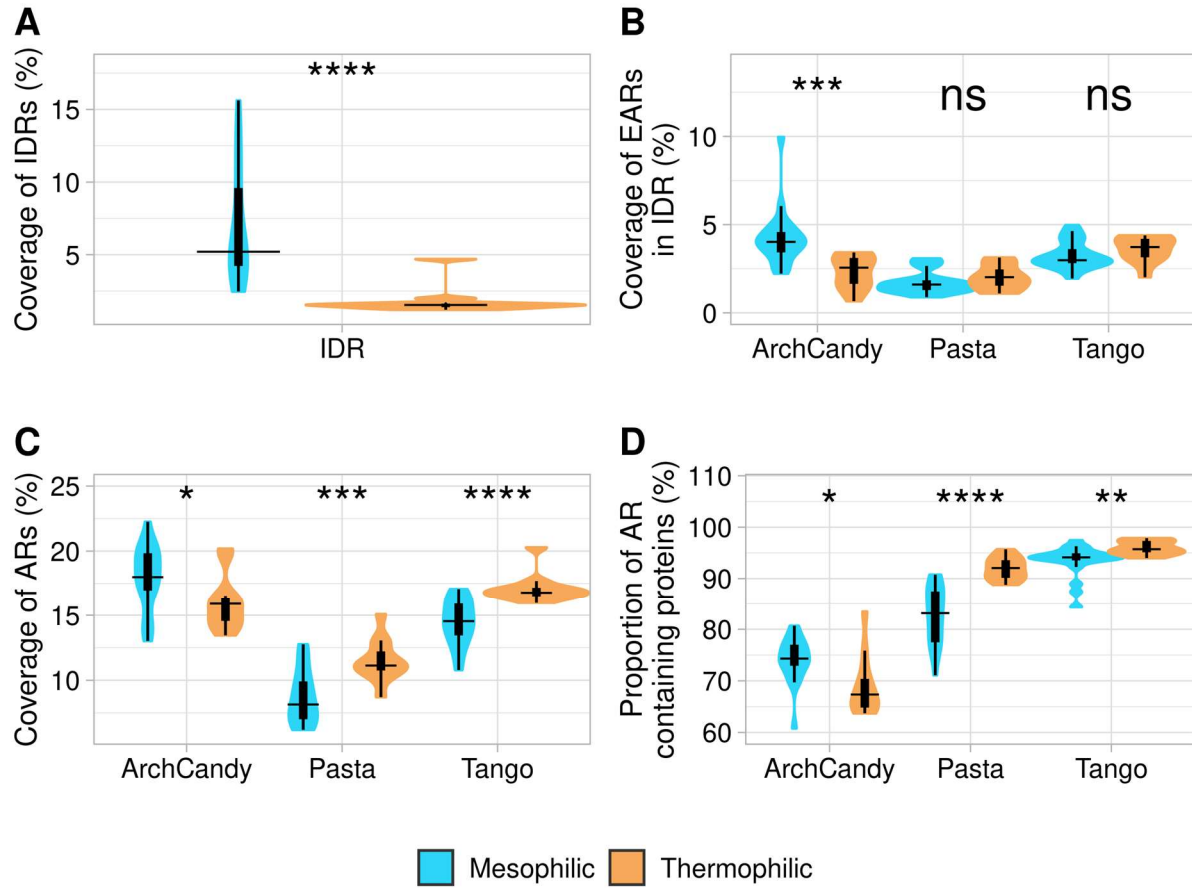 A
Coverage of IDRs (%)
15
10
5
****
IDR
B
Coverage of EARs
in IDR (%)
10
5
0
*** ns ns
ArchCandy Pasta Tango
C
Coverage of ARs (%)
25
20
15
10
* *** ****
ArchCandy Pasta Tango
D
Proportion of AR
containing proteins (%)
110
100
90
80
70
60
* **** **
ArchCandy Pasta Tango
Mesophilic Thermophilic